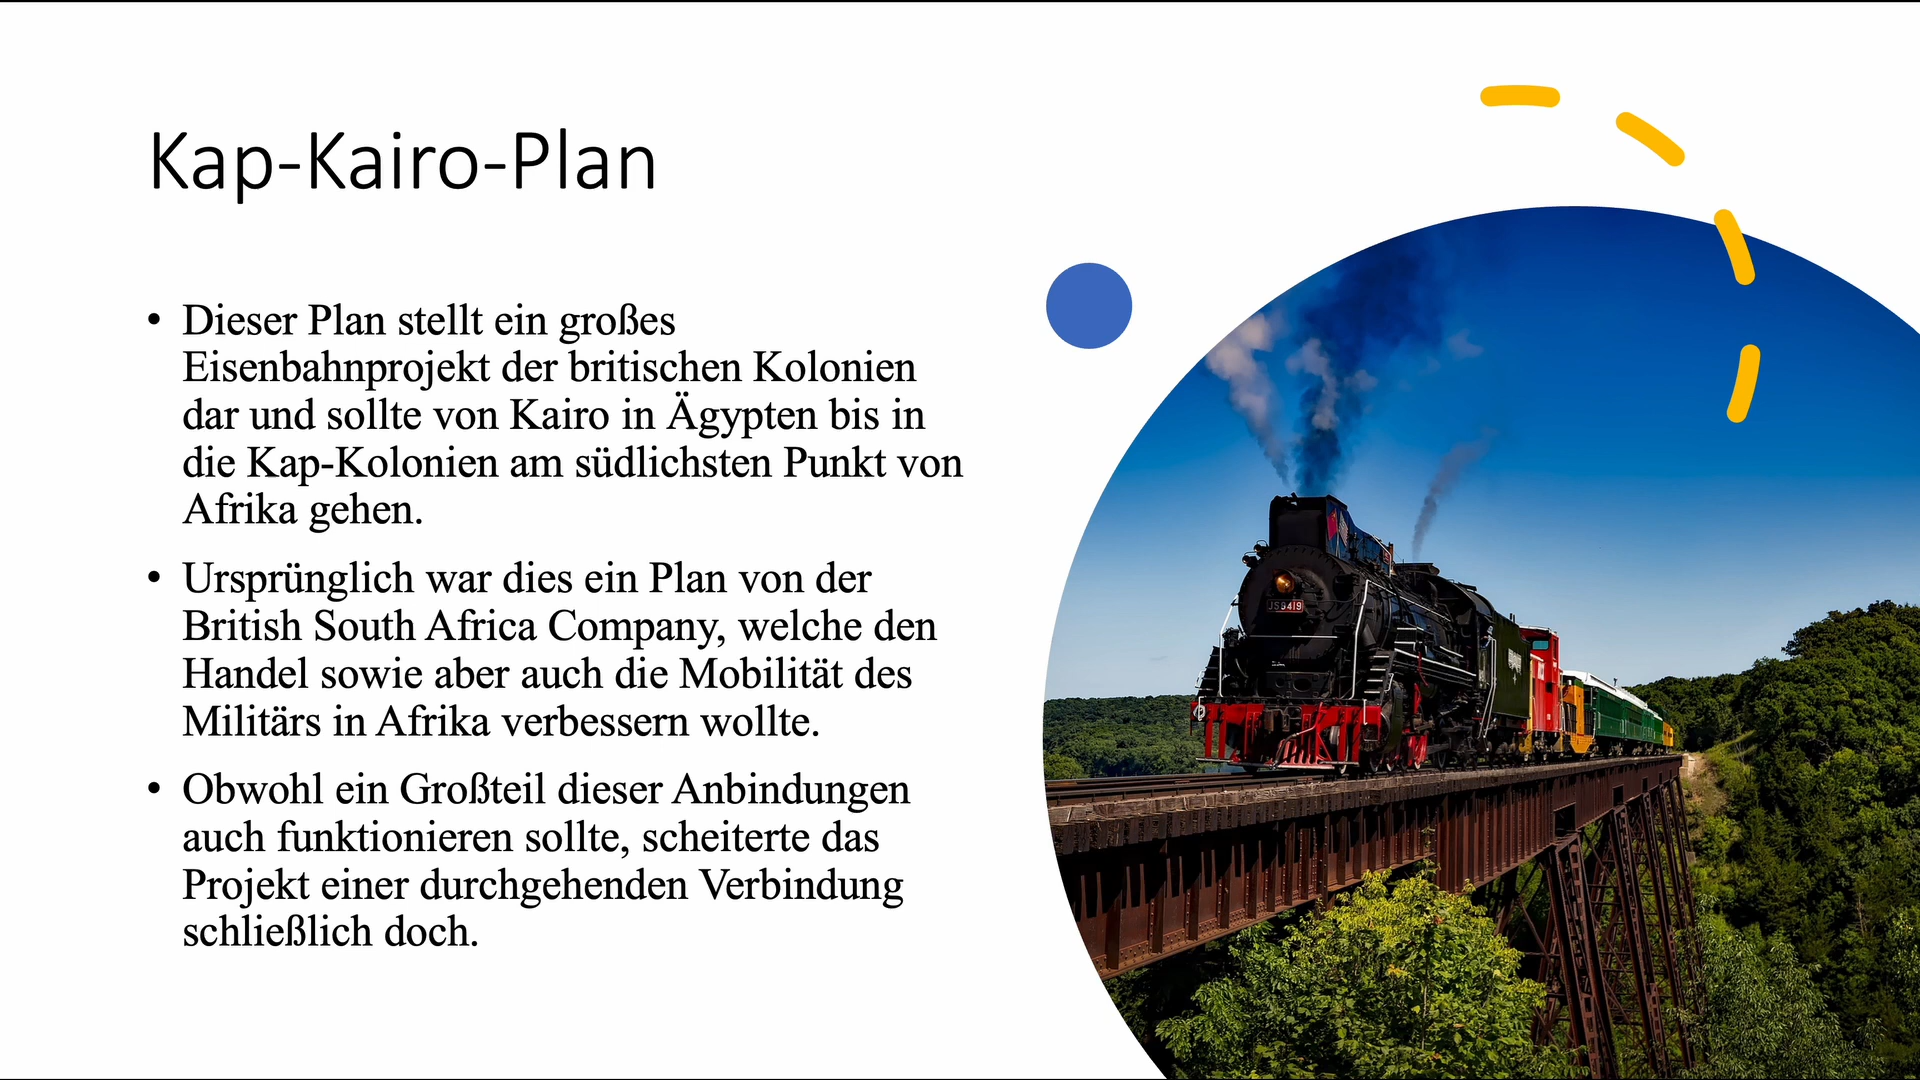 Kap-Kairo-Plan
• Dieser Plan stellt ein großes
Eisenbahnprojekt der britischen Kolonien
dar und sollte von Kairo in Ägypten bis in
die Kap-Kolonien am südlichsten Punkt von
Afrika gehen.
• Ursprünglich war dies ein Plan von der
British South Africa Company, welche den
Handel sowie aber auch die Mobilität des
Militärs in Afrika verbessern wollte.
• Obwohl ein Großteil dieser Anbindungen
auch funktionieren sollte, scheiterte das
Projekt einer durchgehenden Verbindung
schließlich doch.
JS9419